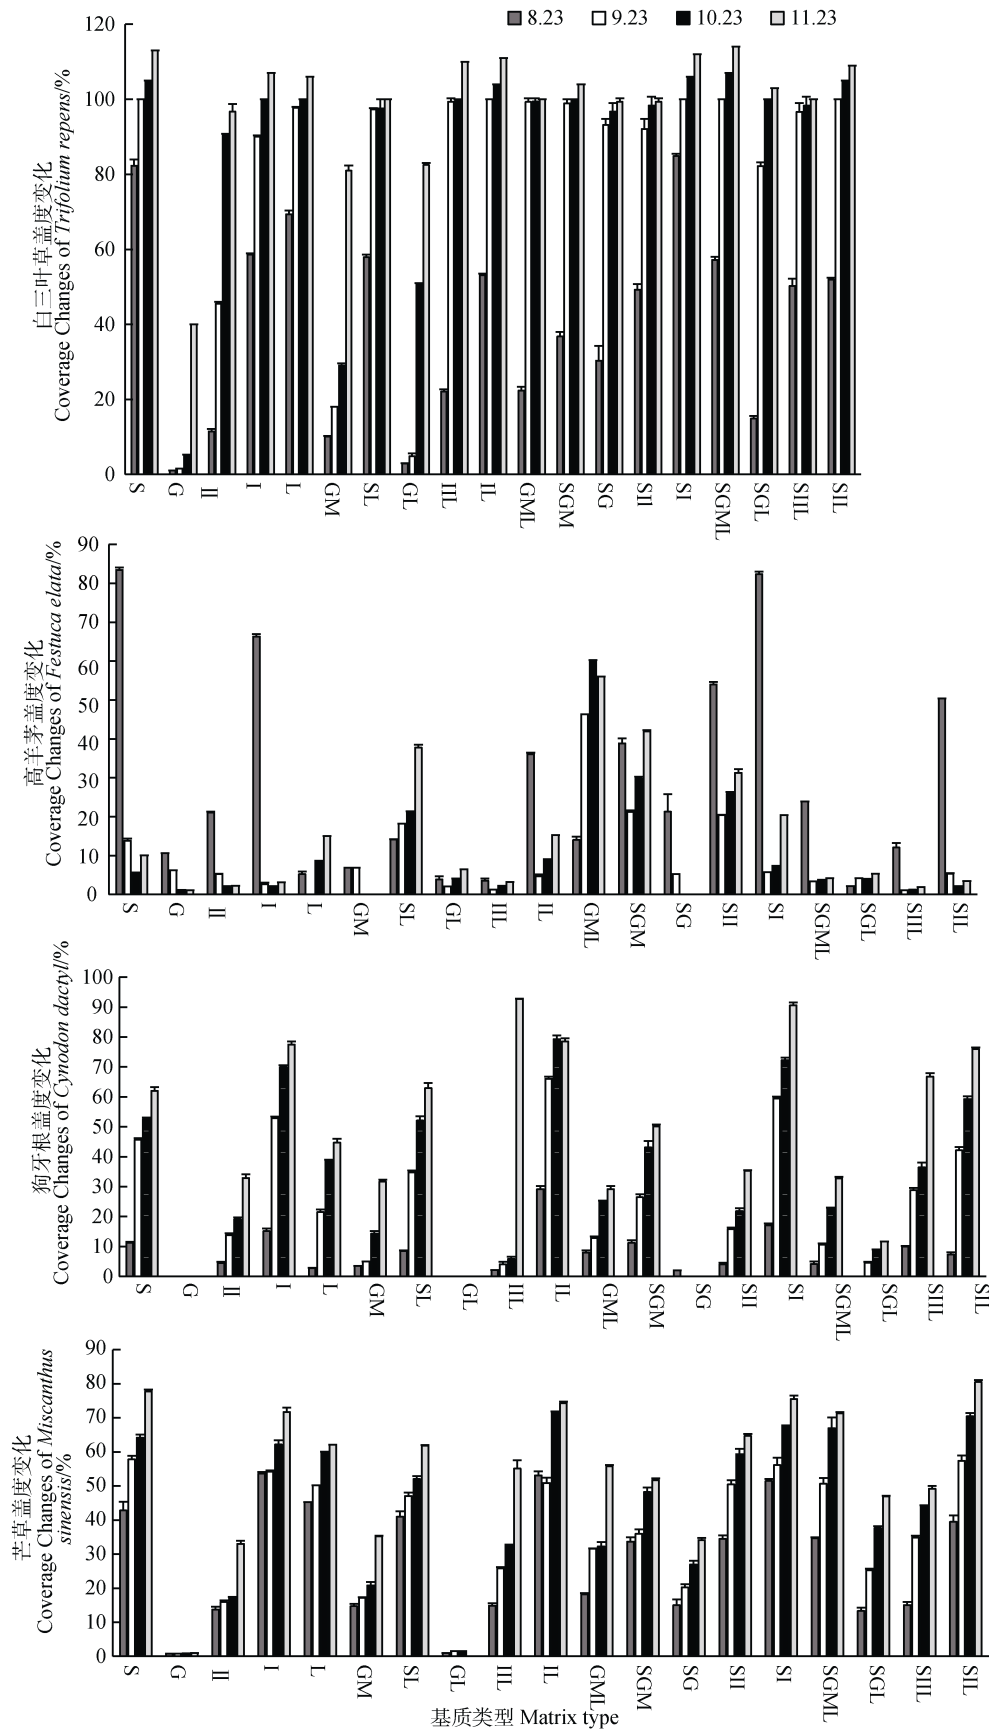 8.23 9.23 10.23 11.23
白三叶草盖度变化
Coverage Changes of Trifolium repens/%
120
100
80
60
40
20
0
S G II I L GM SL GL IIL IL GML SGM SG SII SI SGML SGL SIIL SIL
高羊茅盖度变化
Coverage Changes of Festuca elata/%
90
80
70
60
50
40
30
20
10
0
S G II I L GM SL GL IIL IL GML SGM SG SII SI SGML SGL SIIL SIL
狗牙根盖度变化
Coverage Changes of Cynodon dactyl/%
100
90
80
70
60
50
40
30
20
10
0
S G II I L GM SL GL IIL IL GML SGM SG SII SI SGML SGL SIIL SIL
芒草盖度变化
Coverage Changes of Miscanthus
sinensis/%
90
80
70
60
50
40
30
20
10
0
S G II I L GM SL GL IIL IL GML SGM SG SII SI SGML SGL SIIL SIL
基质类型 Matrix type